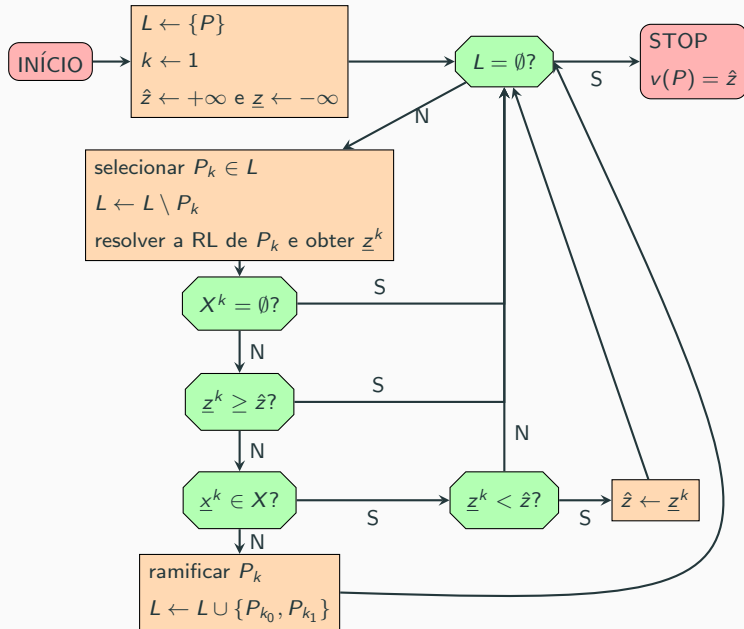 INÍCIO
L ← {P}
k ← 1
ẑ ← +∞ e z̲ ← −∞
L = ∅?
S
STOP
v(P) = ẑ
N
selecionar P_k ∈ L
L ← L \ P_k
resolver a RL de P_k e obter z̲^k
X^k = ∅?
S
N
z̲^k ≥ ẑ?
S
N
x̲^k ∈ X?
S
z̲^k < ẑ?
N
S
ẑ ← z̲^k
N
ramificar P_k
L ← L ∪ {P_{k_0}, P_{k_1}}